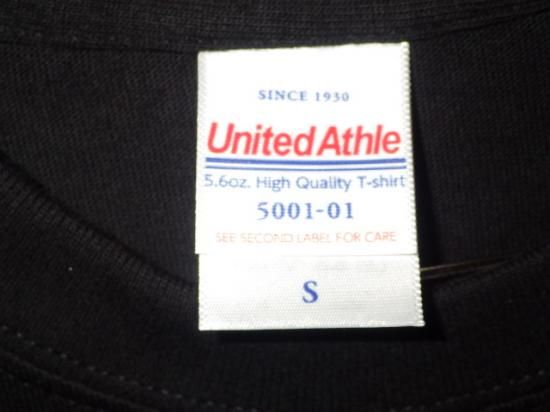 SINCE 1930
United Athle
5.6oz. High Quality T-shirt
5001-01
SEE SECOND LABEL FOR CARE
S